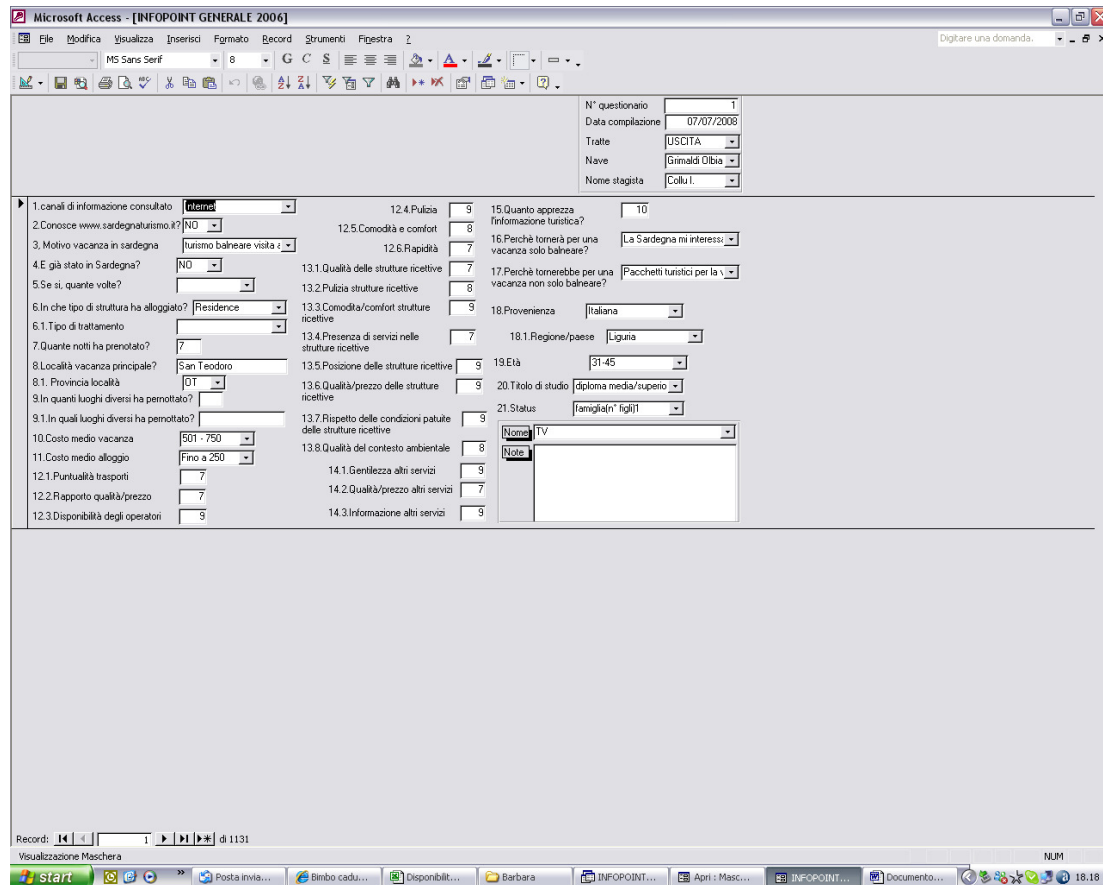 Microsoft Access - [INFOPOINT GENERALE 2006]
File Modifica Visualizza Inserisci Formato Record Strumenti Finestra ?
Digitare una domanda.
MS Sans Serif 8 G C S
N° questionario 1
Data compilazione 07/07/2008
Tratte USCITA
Nave Grimaldi Olbia
Nome stagista Collu I.
1.canali di informazione consultato Internet
2.Conosce www.sardegnaturismo.it? NO
3, Motivo vacanza in sardegna turismo balneare visita a
4.E già stato in Sardegna? NO
5.Se si, quante volte?
6.In che tipo di struttura ha alloggiato? Residence
6.1.Tipo di trattamento
7.Quante notti ha prenotato? 7
8.Località vacanza principale? San Teodoro
8.1. Provincia località OT
9.In quanti luoghi diversi ha pernottato?
9.1.In quali luoghi diversi ha pernottato?
10.Costo medio vacanza 501 - 750
11.Costo medio alloggio Fino a 250
12.1.Puntualità trasporti 7
12.2.Rapporto qualità/prezzo 7
12.3.Disponibilità degli operatori 9
12.4.Pulizia 9
12.5.Comodità e comfort 8
12.6.Rapidità 7
13.1.Qualità delle strutture ricettive 7
13.2.Pulizia strutture ricettive 8
13.3.Comodita/comfort strutture 9
ricettive
13.4.Presenza di servizi nelle 7
strutture ricettive
13.5.Posizione delle strutture ricettive 9
13.6.Qualità/prezzo delle strutture 9
ricettive
13.7.Rispetto delle condizioni patuite 9
delle strutture ricettive
13.8.Qualità del contesto ambientale 8
14.1.Gentilezza altri servizi 9
14.2.Qualità/prezzo altri servizi 7
14.3.Informazione altri servizi 9
15.Quanto apprezza 10
l'informazione turistica?
16.Perchè tornerà per una La Sardegna mi interessa
vacanza solo balneare?
17.Perchè tornerebbe per una Pacchetti turistici per la v
vacanza non solo balneare?
18.Provenienza Italiana
18.1.Regione/paese Liguria
19.Età 31-45
20.Titolo di studio diploma media/superio
21.Status famiglia(n° figli)1
Nome TV
Note
Record: 1 di 1131
Visualizzazione Maschera NUM
start Posta invia... Bimbo cadu... Disponibilit... Barbara INFOPOINT... Apri : Masc... INFOPOINT... Documento... 18.18